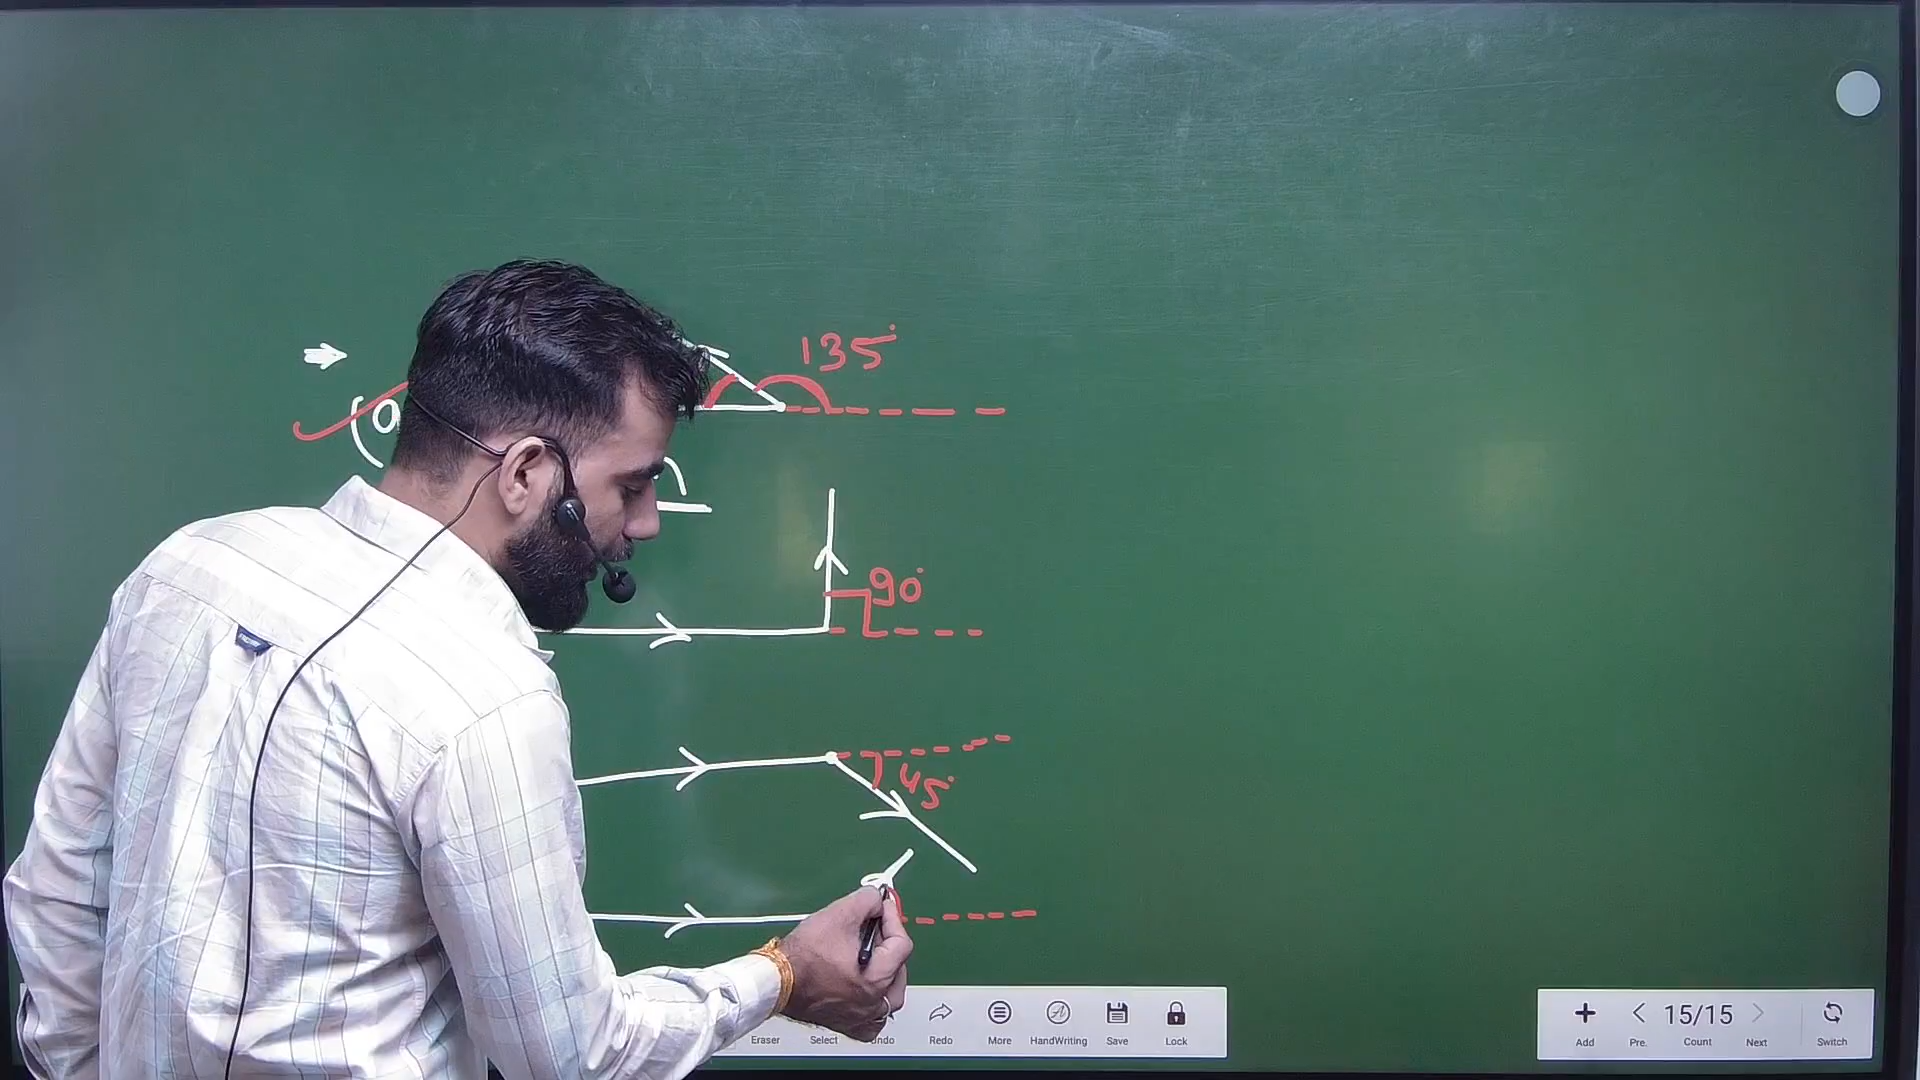 135°
(a
90°
45°
Eraser Select Undo Redo More HandWriting Save Lock
15/15
Add Pre. Count Next Switch